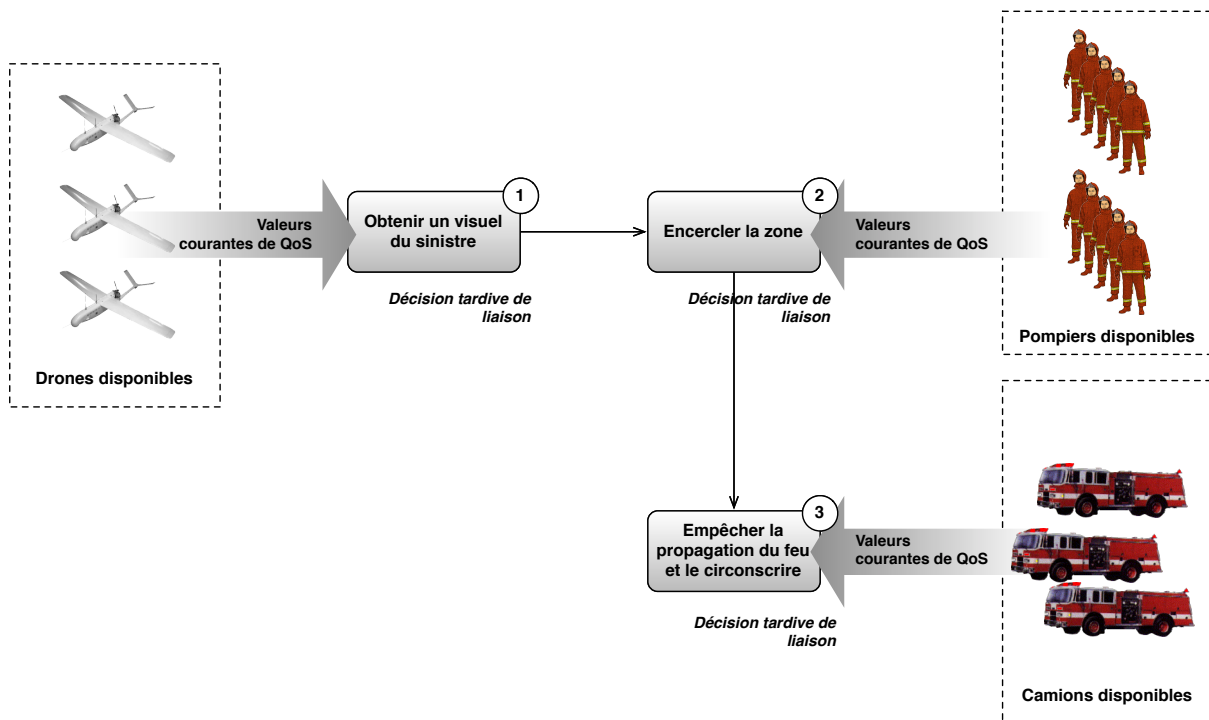 Drones disponibles
Valeurs
courantes de QoS
1
Obtenir un visuel
du sinistre
Décision tardive de
liaison
2
Encercler la zone
Décision tardive de
liaison
Valeurs
courantes de QoS
Pompiers disponibles
3
Empêcher la
propagation du feu
et le circonscrire
Décision tardive de
liaison
Valeurs
courantes de QoS
Camions disponibles